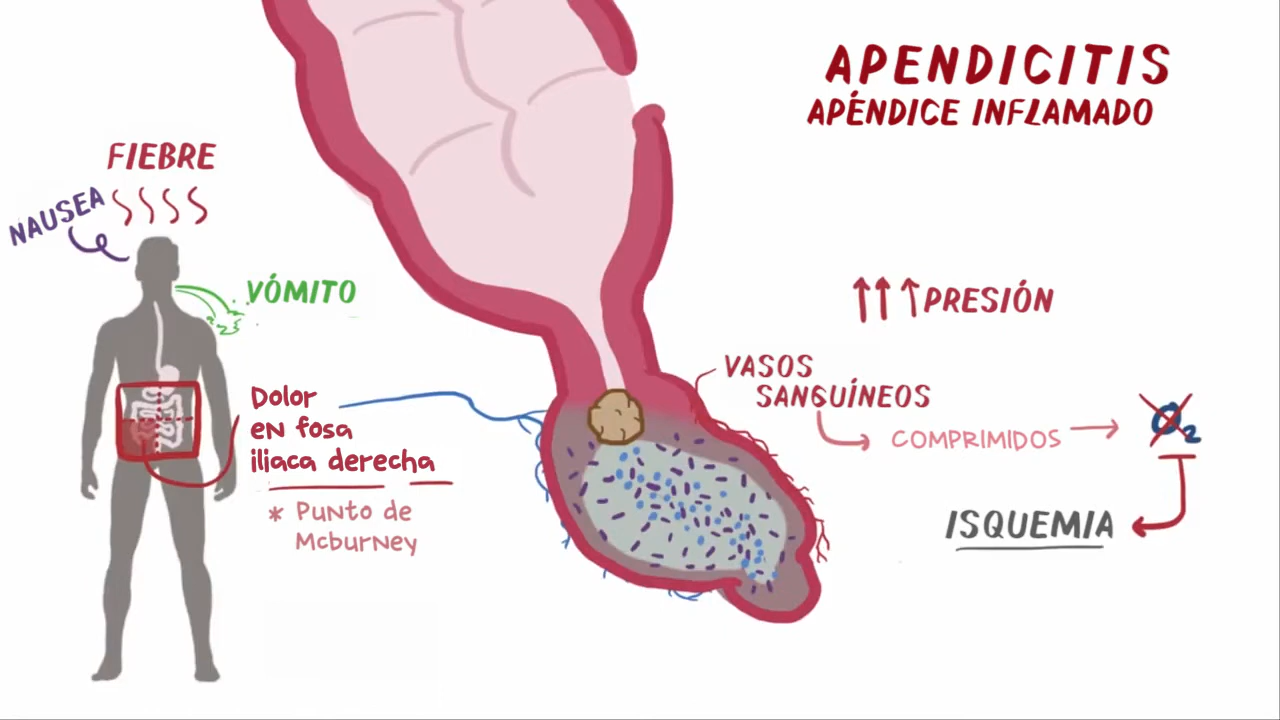 APENDICITIS
APÉNDICE INFLAMADO
FIEBRE
NAUSEA
VÓMITO
Dolor
en fosa
iliaca derecha
* Punto de
McBurney
↑↑↑PRESIÓN
VASOS
SANGUÍNEOS
COMPRIMIDOS
O2
ISQUEMIA